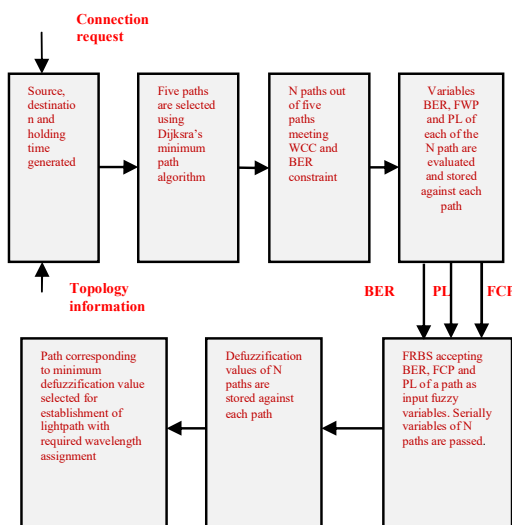 Connection
request
Source,
destinatio
n and
holding
time
generated
Five paths
are selected
using
Dijksra's
minimum
path
algorithm
N paths out
of five
paths
meeting
WCC and
BER
constraint
Variables
BER, FWP
and PL of
each of the
N path are
evaluated
and stored
against each
path
Topology
information
BER
PL
FCP
Path corresponding
to minimum
defuzzification value
selected for
establishment of
lightpath with
required wavelength
assignment
Defuzzification
values of N
paths are
stored against
each path
FRBS accepting
BER, FCP and
PL of a path as
input fuzzy
variables. Serially
variables of N
paths are passed.